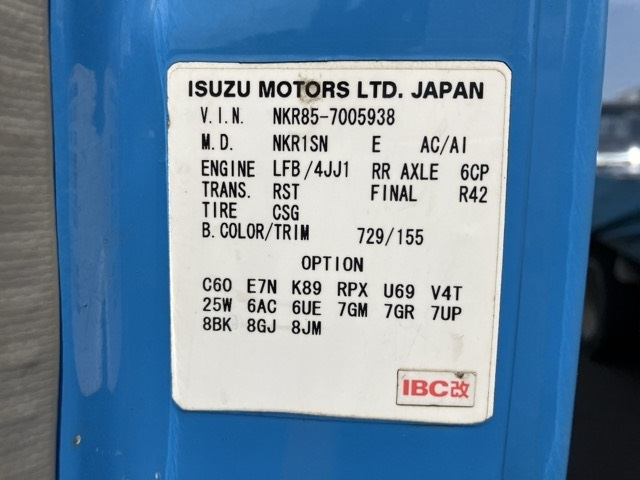 ISUZU MOTORS LTD. JAPAN
V.I.N. NKR85-7005938
M.D. NKR1SN E AC/AI
ENGINE LFB/4JJ1 RR AXLE 6CP
TRANS. RST FINAL R42
TIRE CSG
B.COLOR/TRIM 729/155
OPTION
C60 E7N K89 RPX U69 V4T
25W 6AC 6UE 7GM 7GR 7UP
8BK 8GJ 8JM
IBC改